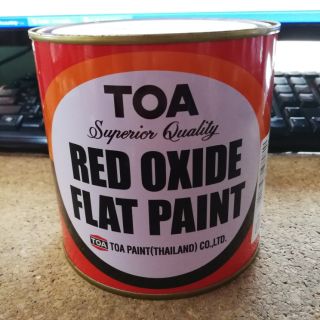 TOA
Superior Quality
RED OXIDE
FLAT PAINT
TOA TOA PAINT(THAILAND) CO.,LTD.